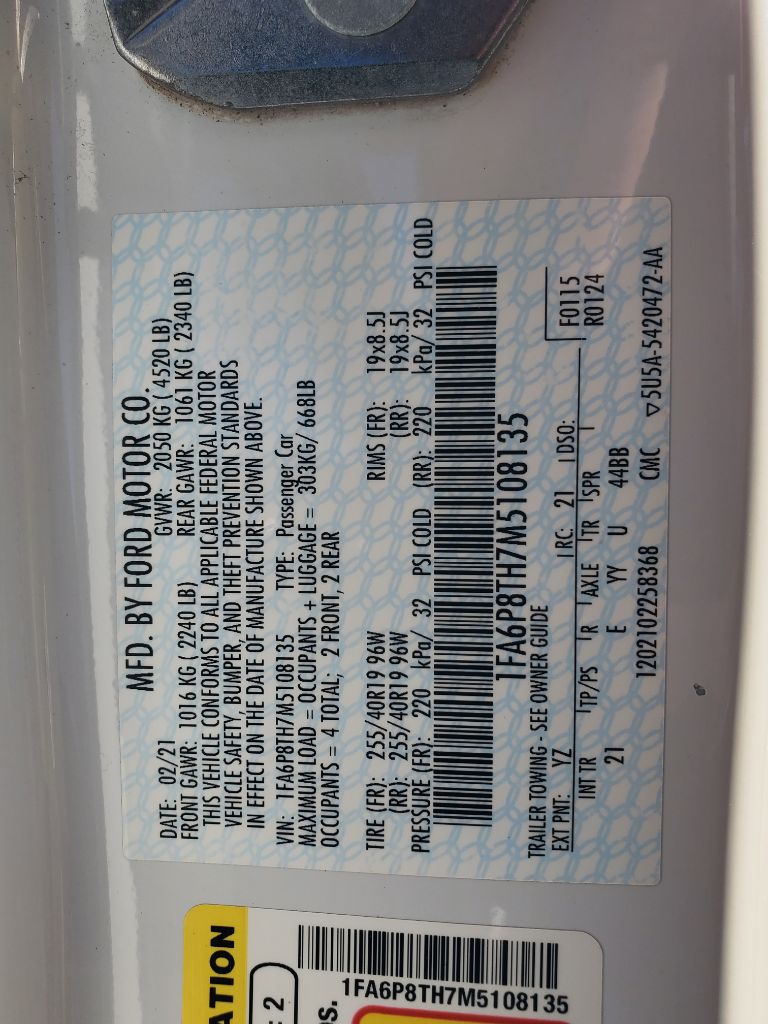 MFD. BY FORD MOTOR CO.
DATE: 02/21 GVWR: 2050 KG ( 4520 LB)
FRONT GAWR: 1016 KG ( 2240 LB) REAR GAWR: 1061 KG ( 2340 LB)
THIS VEHICLE CONFORMS TO ALL APPLICABLE FEDERAL MOTOR
VEHICLE SAFETY, BUMPER, AND THEFT PREVENTION STANDARDS
IN EFFECT ON THE DATE OF MANUFACTURE SHOWN ABOVE.
VIN: 1FA6P8TH7M5108135 TYPE: Passenger Car
MAXIMUM LOAD = OCCUPANTS + LUGGAGE = 303KG/ 668LB
OCCUPANTS = 4 TOTAL; 2 FRONT, 2 REAR
TIRE (FR): 255/40R19 96W RIMS (FR): 19x8.5J
(RR): 255/40R19 96W (RR): 19x8.5J
PRESSURE (FR): 220 kPa/ 32 PSI COLD (RR): 220 kPa/ 32 PSI COLD
1FA6P8TH7M5108135
TRAILER TOWING - SEE OWNER GUIDE
EXT PNT: YZ RC: 21 DSO: F0115
R0124
INT TR TP/PS R AXLE TR SPR
21 E YY U 44BB
1202102258368 CMC ▽5U5A-5420472-AA
ATION
: 2
os.
1FA6P8TH7M5108135